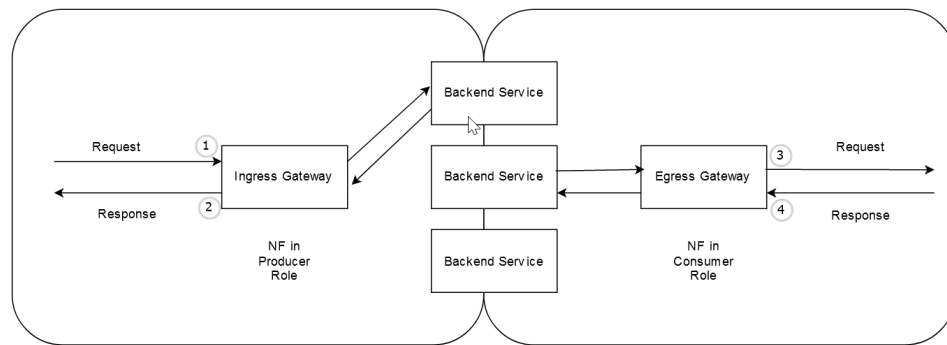 Backend Service
Request
1
Ingress Gateway
2
Response
NF in
Producer
Role
Backend Service
Backend Service
Egress Gateway
3
Request
4
Response
NF in
Consumer
Role